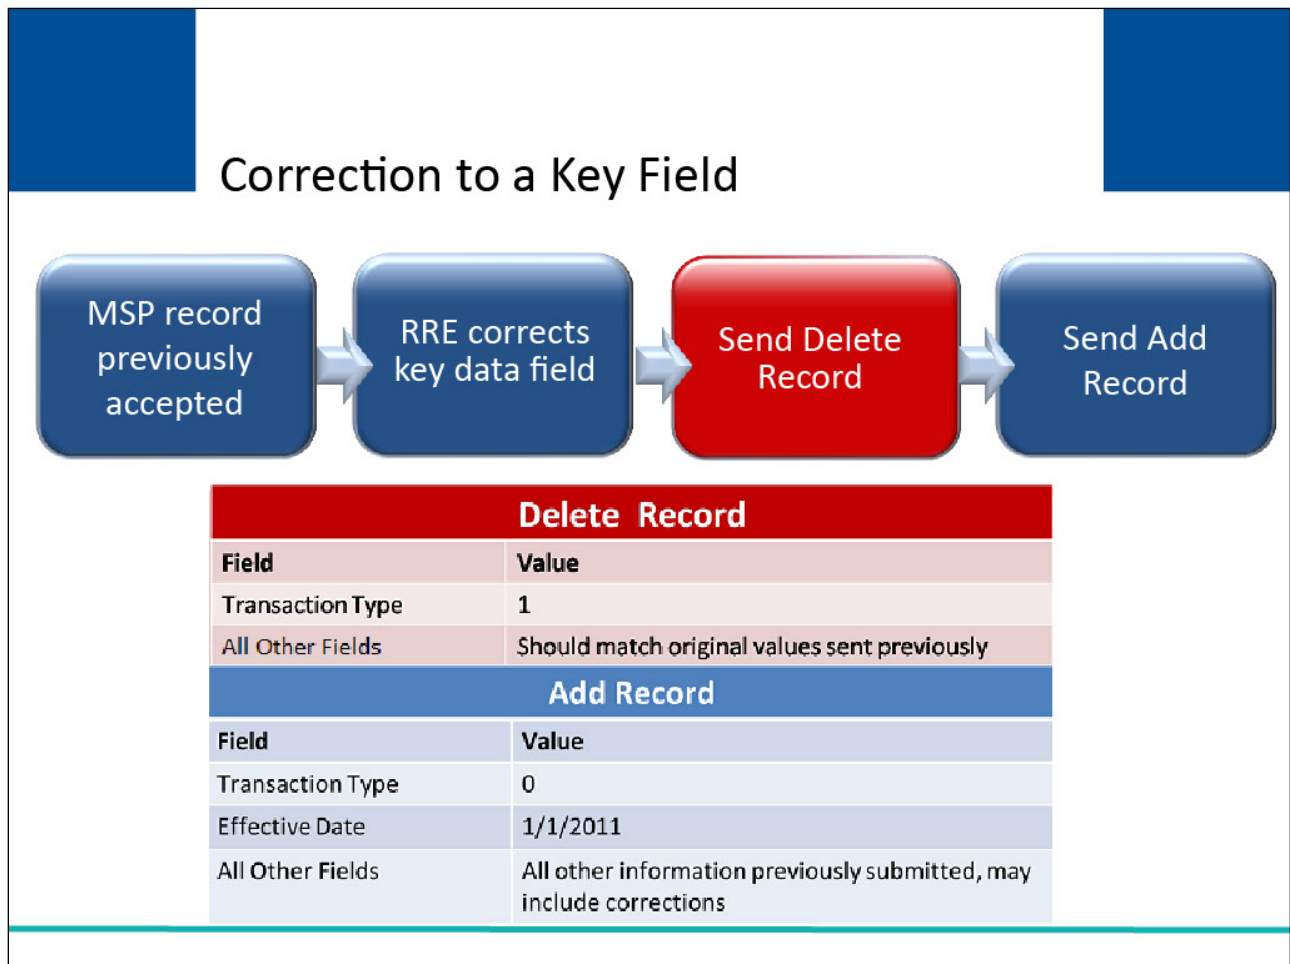 Correction to a Key Field
MSP record
previously
accepted
RRE corrects
key data field
Send Delete
Record
Send Add
Record
Delete Record
Field Value
Transaction Type 1
All Other Fields Should match original values sent previously
Add Record
Field Value
Transaction Type 0
Effective Date 1/1/2011
All Other Fields All other information previously submitted, may
include corrections